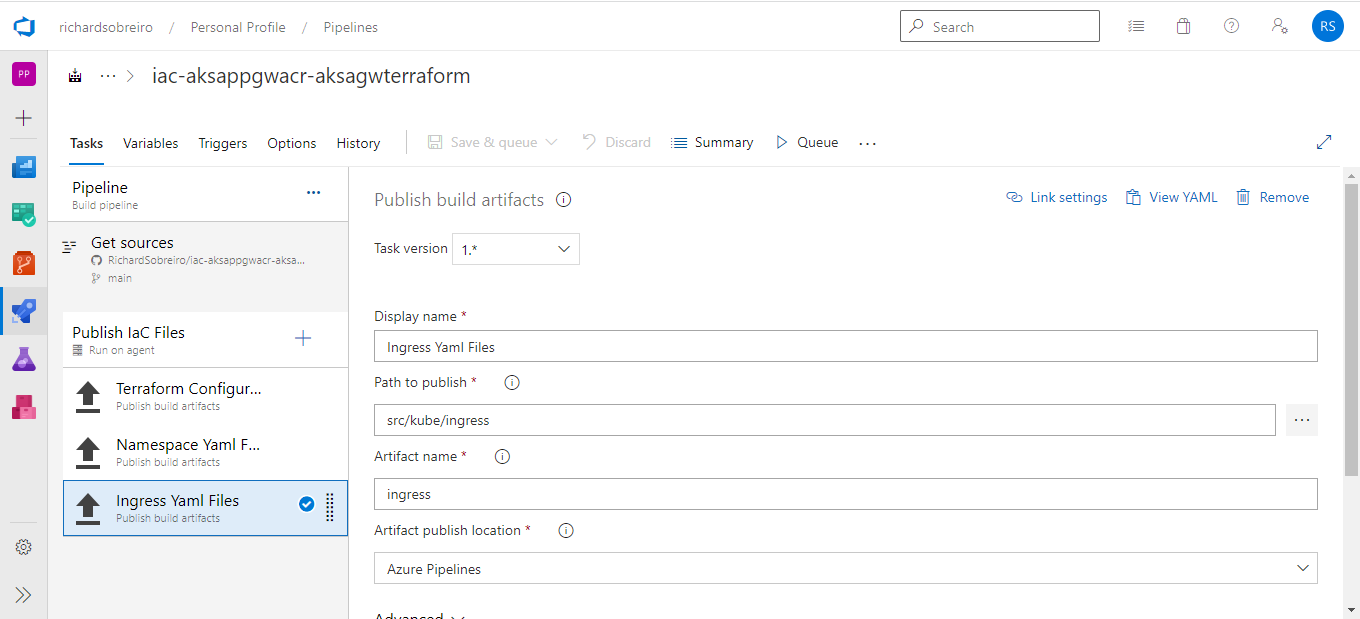 richardsobreiro / Personal Profile / Pipelines
Search
RS
PP
··· > iac-aksappgwacr-aksagwterraform
Tasks Variables Triggers Options History
Save & queue Discard Summary Queue ···
Pipeline ···
Build pipeline
Get sources
RichardSobreiro/iac-aksappgwacr-aksa...
main
Publish IaC Files
Run on agent
Terraform Configur...
Publish build artifacts
Namespace Yaml F...
Publish build artifacts
Ingress Yaml Files
Publish build artifacts
Publish build artifacts
Link settings View YAML Remove
Task version 1.*
Display name *
Ingress Yaml Files
Path to publish *
src/kube/ingress
···
Artifact name *
ingress
Artifact publish location *
Azure Pipelines
Advanced